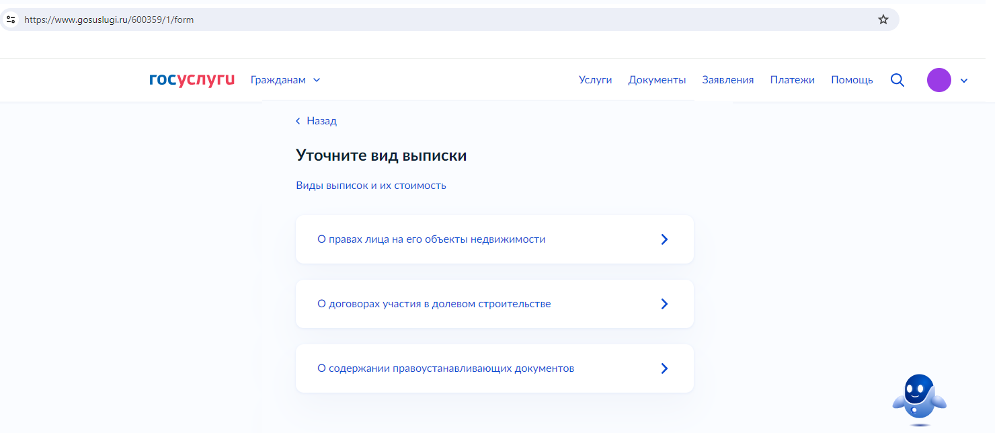 https://www.gosuslugi.ru/600359/1/form
госуслуги Гражданам Услуги Документы Заявления Платежи Помощь
Назад
Уточните вид выписки
Виды выписок и их стоимость
О правах лица на его объекты недвижимости
О договорах участия в долевом строительстве
О содержании правоустанавливающих документов